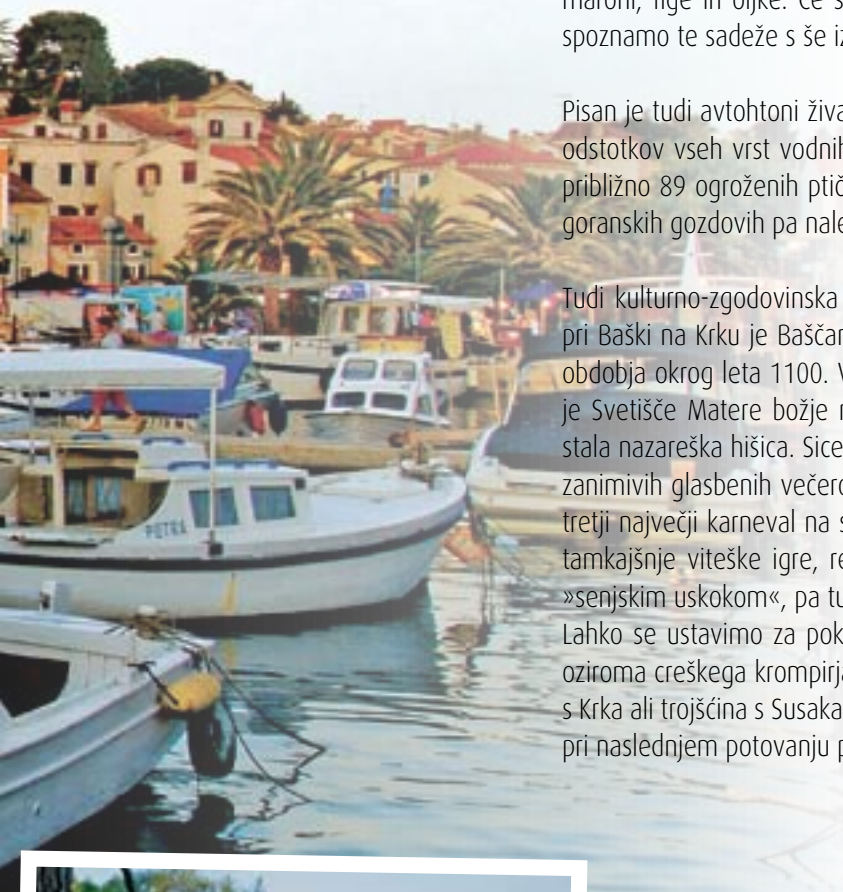 maroni, fige in oljke. Če s
spoznamo te sadeže s še iz
Pisan je tudi avtohtoni živa
odstotkov vseh vrst vodnih
približno 89 ogroženih ptič
goranskih gozdovih pa nale
Tudi kulturno-zgodovinska
pri Baški na Krku je Baščan
obdobja okrog leta 1100. V
je Svetišče Matere božje n
stala nazareška hišica. Sice
zanimivih glasbenih večero
tretji največji karneval na s
tamkajšnje viteške igre, re
»senjskim uskokom«, pa tu
Lahko se ustavimo za pok
oziroma creškega krompirja
s Krka ali trojšćina s Susaka
pri naslednjem potovanju p
PETRA